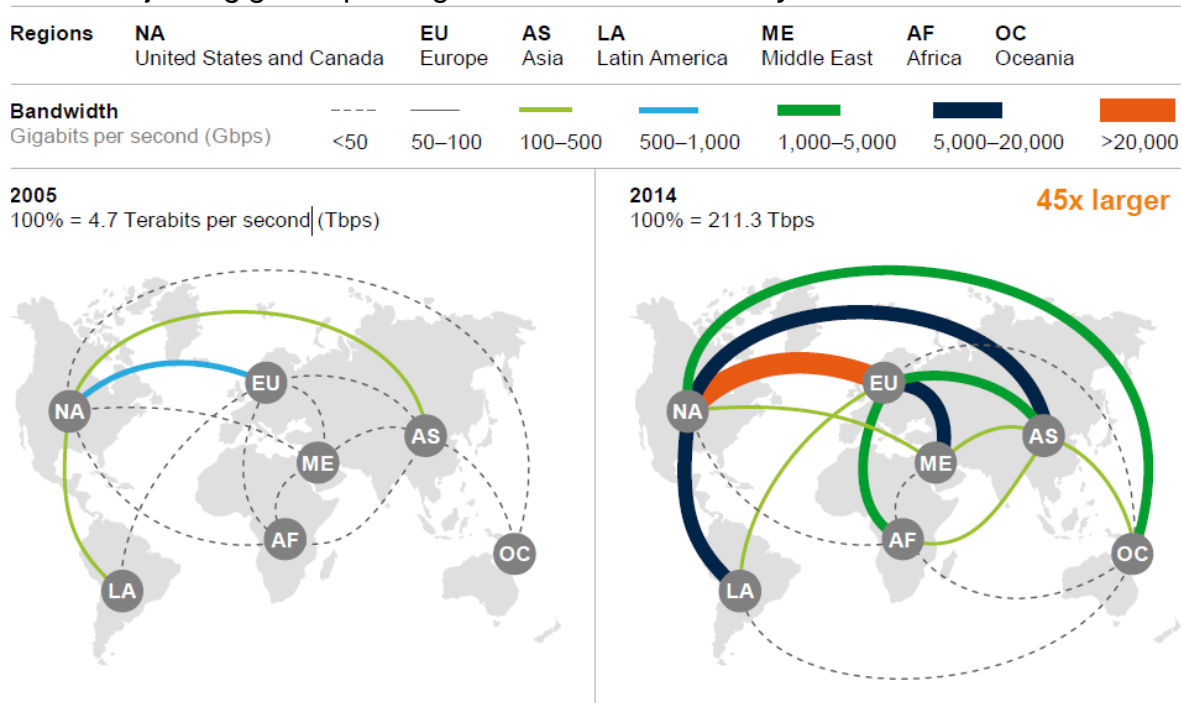 Regions NA EU AS LA ME AF OC
United States and Canada Europe Asia Latin America Middle East Africa Oceania
Bandwidth
Gigabits per second (Gbps) <50 50–100 100–500 500–1,000 1,000–5,000 5,000–20,000 >20,000
2005
100% = 4.7 Terabits per second (Tbps)
NA
EU
AS
ME
AF
OC
LA
2014
45x larger
100% = 211.3 Tbps
NA
EU
AS
ME
AF
OC
LA